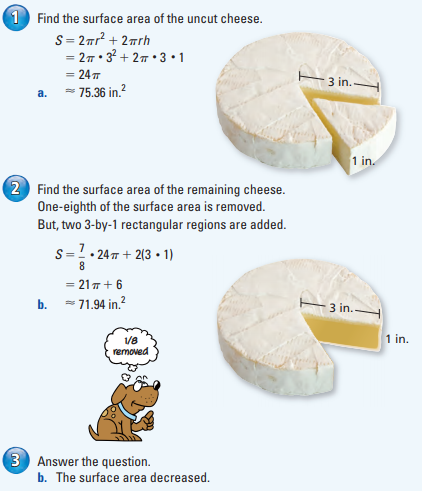 1 Find the surface area of the uncut cheese.
S = 2πr² + 2πrh
= 2π • 3² + 2π • 3 • 1
= 24π
a. ≈ 75.36 in.²
3 in.
1 in.
2 Find the surface area of the remaining cheese.
One-eighth of the surface area is removed.
But, two 3-by-1 rectangular regions are added.
S = 7/8 • 24π + 2(3 • 1)
= 21π + 6
b. ≈ 71.94 in.²
3 in.
1 in.
1/8
removed
3 Answer the question.
b. The surface area decreased.